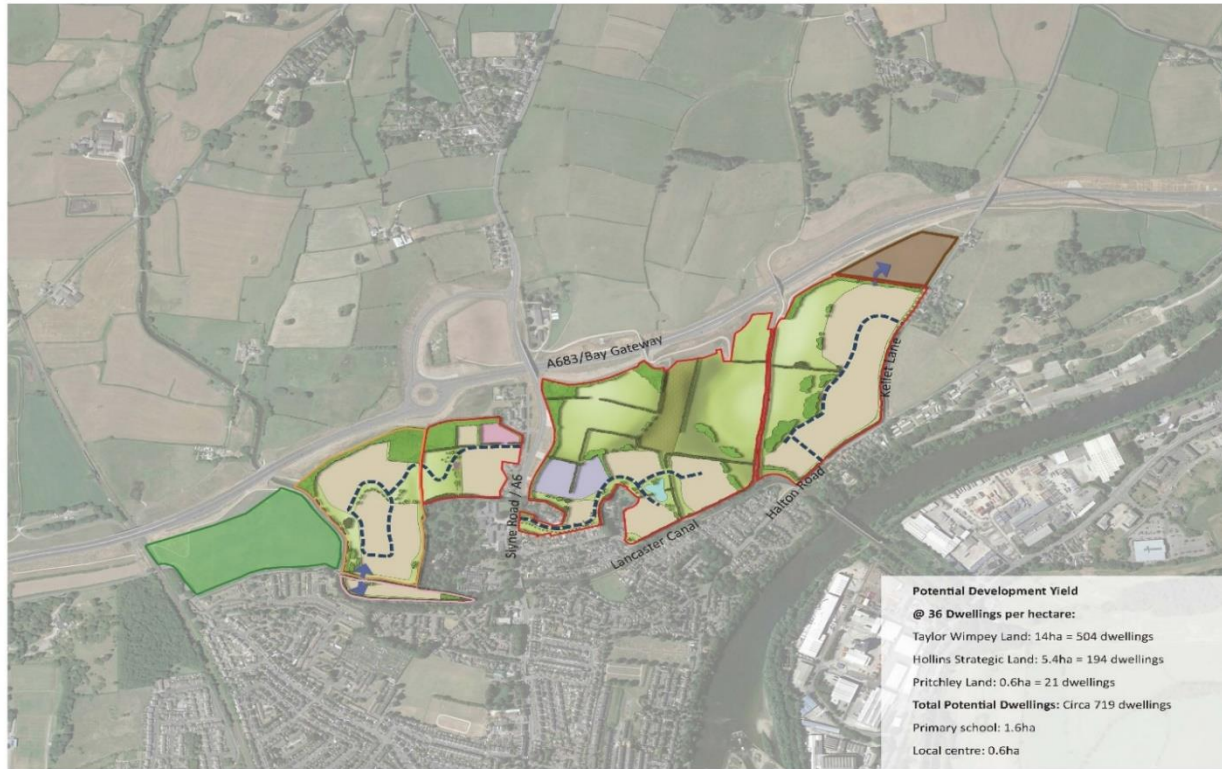 A683/Bay Gateway
Kellet Lane
Slyne Road / A6
Halton Road
Lancaster Canal
Potential Development Yield
@ 36 Dwellings per hectare:
Taylor Wimpey Land: 14ha = 504 dwellings
Hollins Strategic Land: 5.4ha = 194 dwellings
Pritchley Land: 0.6ha = 21 dwellings
Total Potential Dwellings: Circa 719 dwellings
Primary school: 1.6ha
Local centre: 0.6ha